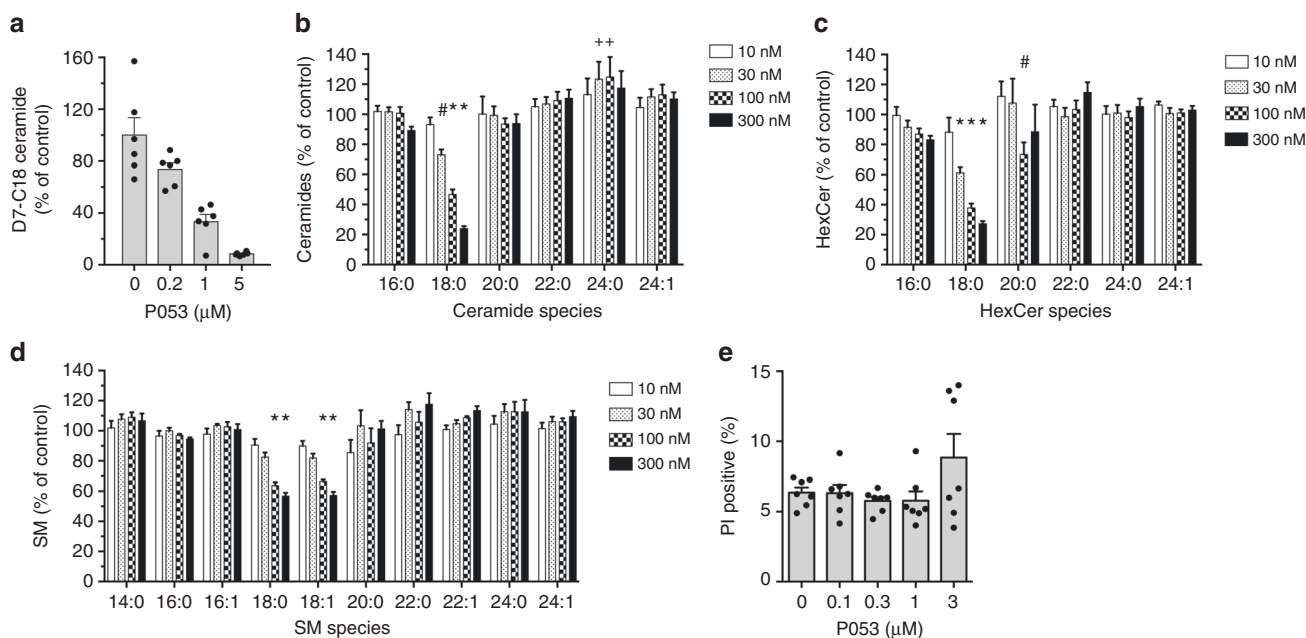 a
D7-C18 ceramide
(% of control)
160
120
80
40
0
0 0.2 1 5
P053 (μM)
b
Ceramides (% of control)
140
120
100
80
60
40
20
0
#** ++
16:0 18:0 20:0 22:0 24:0 24:1
Ceramide species
10 nM
30 nM
100 nM
300 nM
c
HexCer (% of control)
140
120
100
80
60
40
20
0
*** #
16:0 18:0 20:0 22:0 24:0 24:1
HexCer species
10 nM
30 nM
100 nM
300 nM
d
SM (% of control)
140
120
100
80
60
40
20
0
** **
14:0 16:0 16:1 18:0 18:1 20:0 22:0 22:1 24:0 24:1
SM species
10 nM
30 nM
100 nM
300 nM
e
PI positive (%)
15
10
5
0
0 0.1 0.3 1 3
P053 (μM)